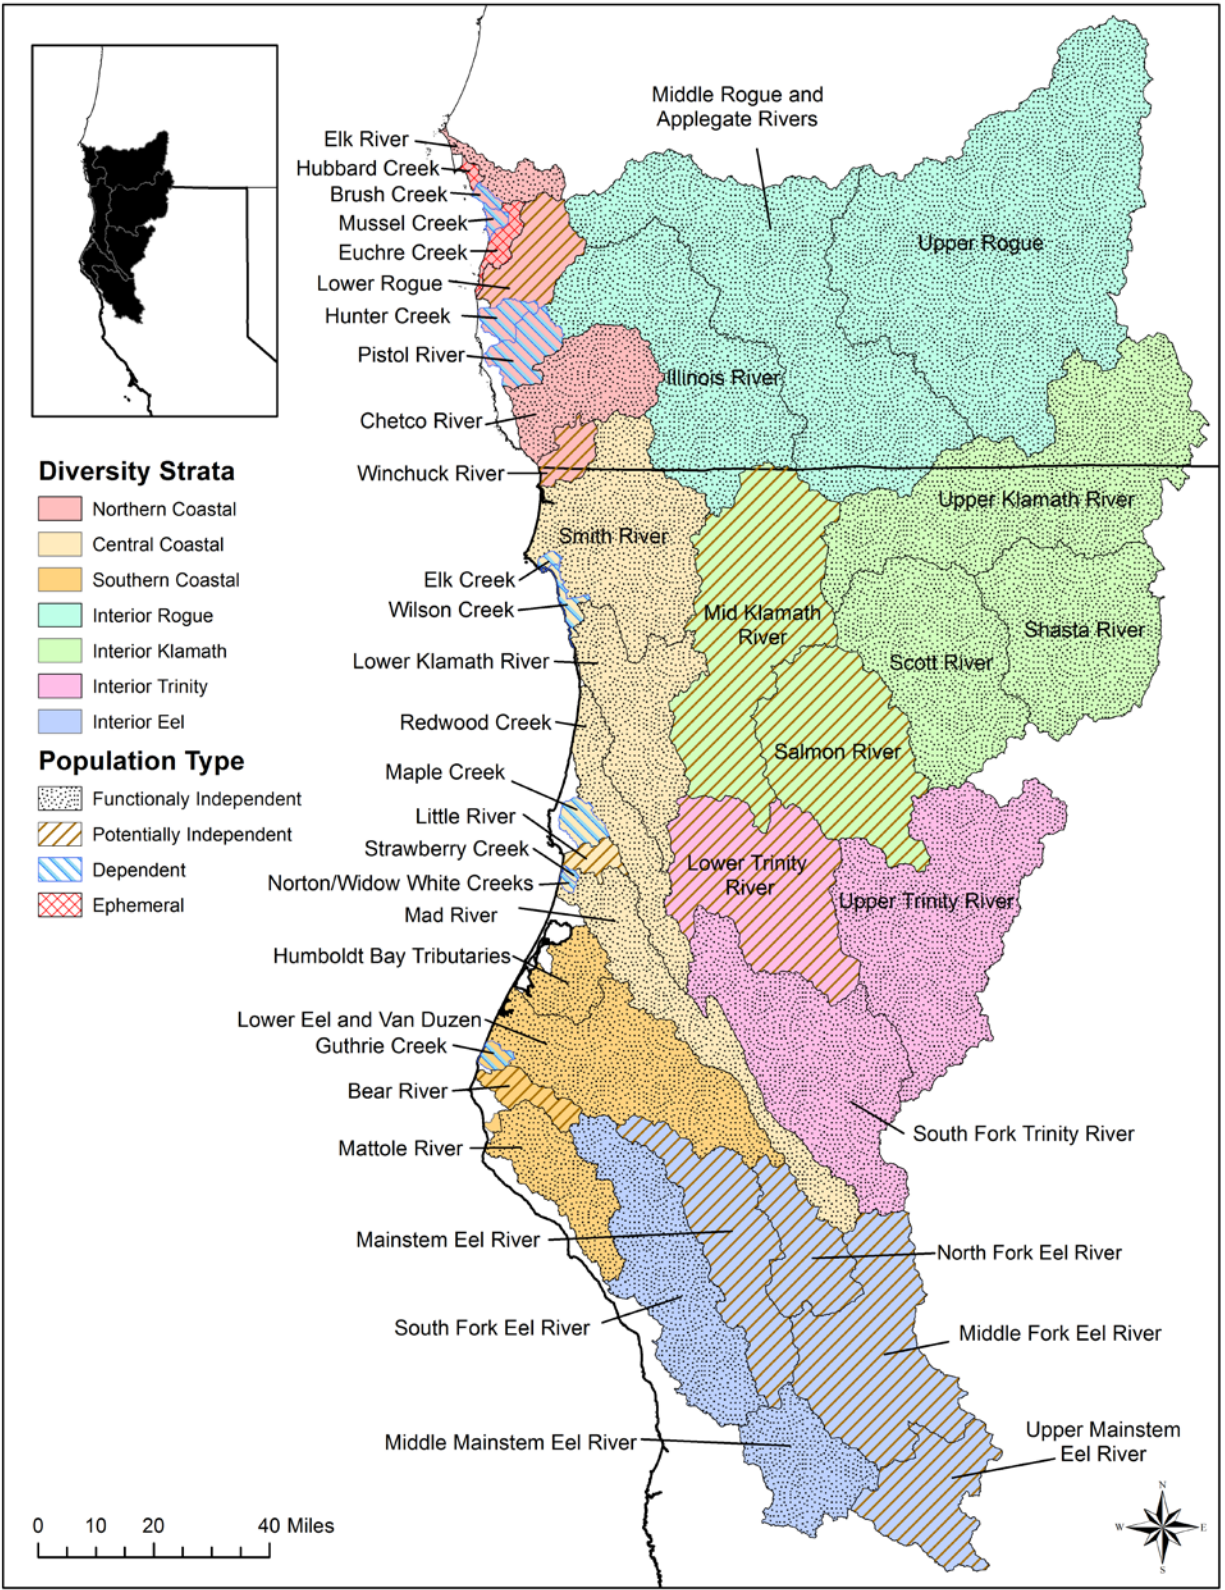 Middle Rogue and
Applegate Rivers
Elk River
Hubbard Creek
Brush Creek
Mussel Creek
Euchre Creek
Lower Rogue
Hunter Creek
Pistol River
Chetco River
Winchuck River
Upper Rogue
Illinois River
Upper Klamath River
Smith River
Elk Creek
Wilson Creek
Mid Klamath
River
Shasta River
Scott River
Lower Klamath River
Redwood Creek
Salmon River
Maple Creek
Little River
Strawberry Creek
Norton/Widow White Creeks
Mad River
Lower Trinity
River
Upper Trinity River
Humboldt Bay Tributaries
Lower Eel and Van Duzen
Guthrie Creek
Bear River
Mattole River
South Fork Trinity River
Mainstem Eel River
North Fork Eel River
South Fork Eel River
Middle Fork Eel River
Middle Mainstem Eel River
Upper Mainstem
Eel River
Diversity Strata
Northern Coastal
Central Coastal
Southern Coastal
Interior Rogue
Interior Klamath
Interior Trinity
Interior Eel
Population Type
Functionaly Independent
Potentially Independent
Dependent
Ephemeral
0 10 20 40 Miles
N
W E
S